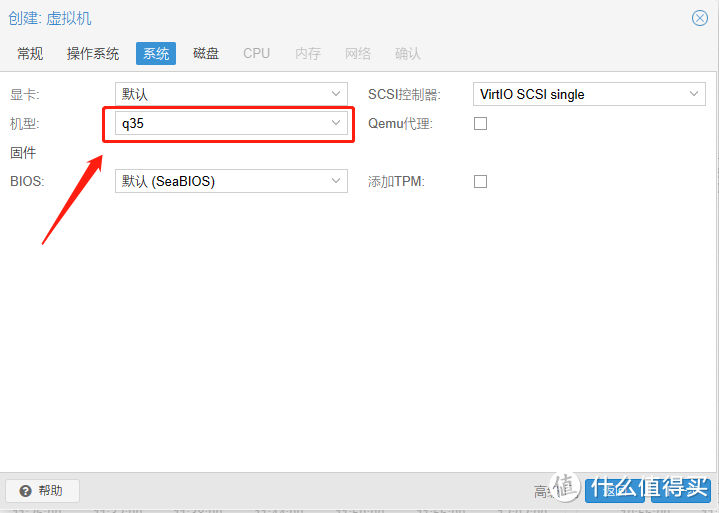 创建: 虚拟机
常规 操作系统 系统 磁盘 CPU 内存 网络 确认
显卡: 默认 SCSI控制器: VirtIO SCSI single
机型: q35 Qemu代理:
固件
BIOS: 默认 (SeaBIOS) 添加TPM:
帮助 返回
值 什么值得买